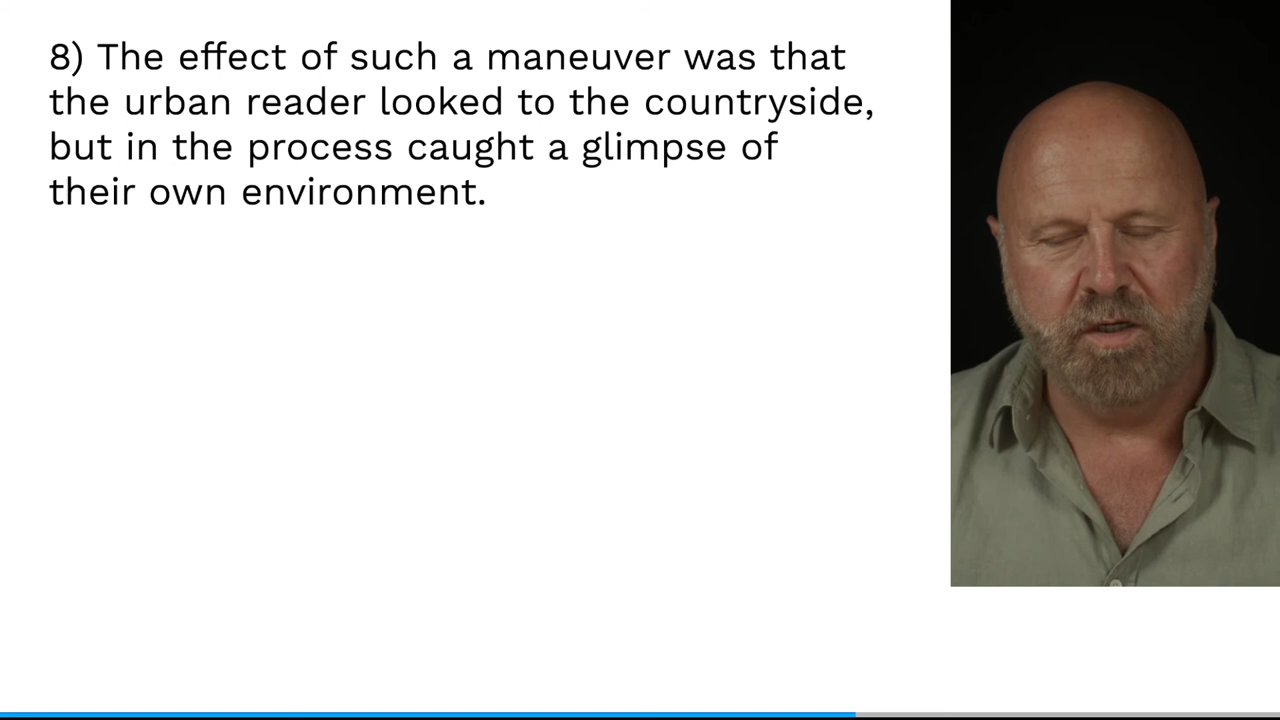 8) The effect of such a maneuver was that
the urban reader looked to the countryside,
but in the process caught a glimpse of
their own environment.